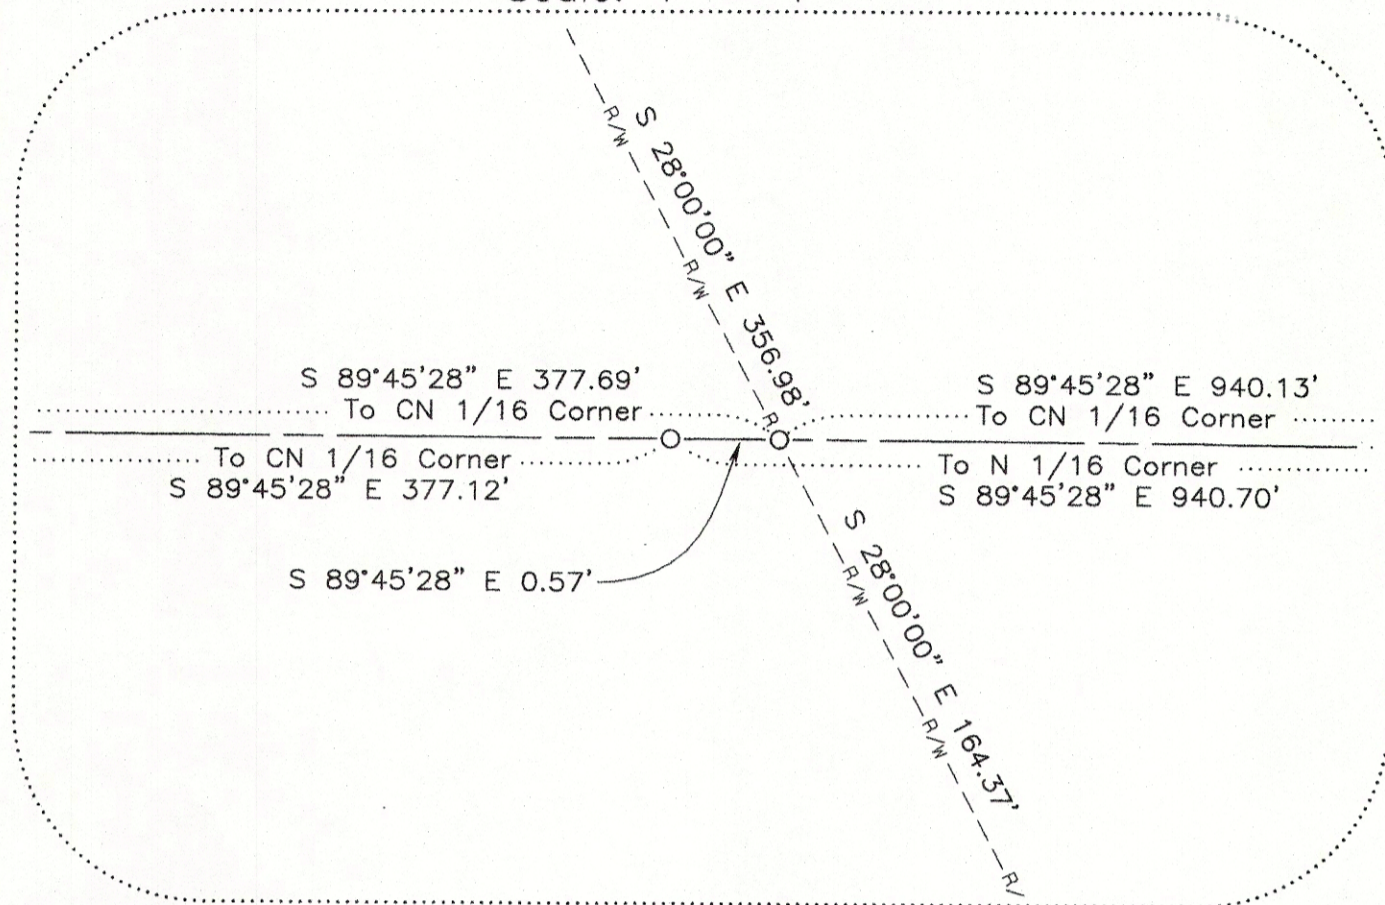 R/W
S 28°00'00" E 356.98'
R/W
S 89°45'28" E 377.69'
To CN 1/16 Corner
S 89°45'28" E 940.13'
To CN 1/16 Corner
To CN 1/16 Corner
S 89°45'28" E 377.12'
To N 1/16 Corner
S 89°45'28" E 940.70'
S 89°45'28" E 0.57'
S 28°00'00" E 164.37'
R/W
R/W
R/